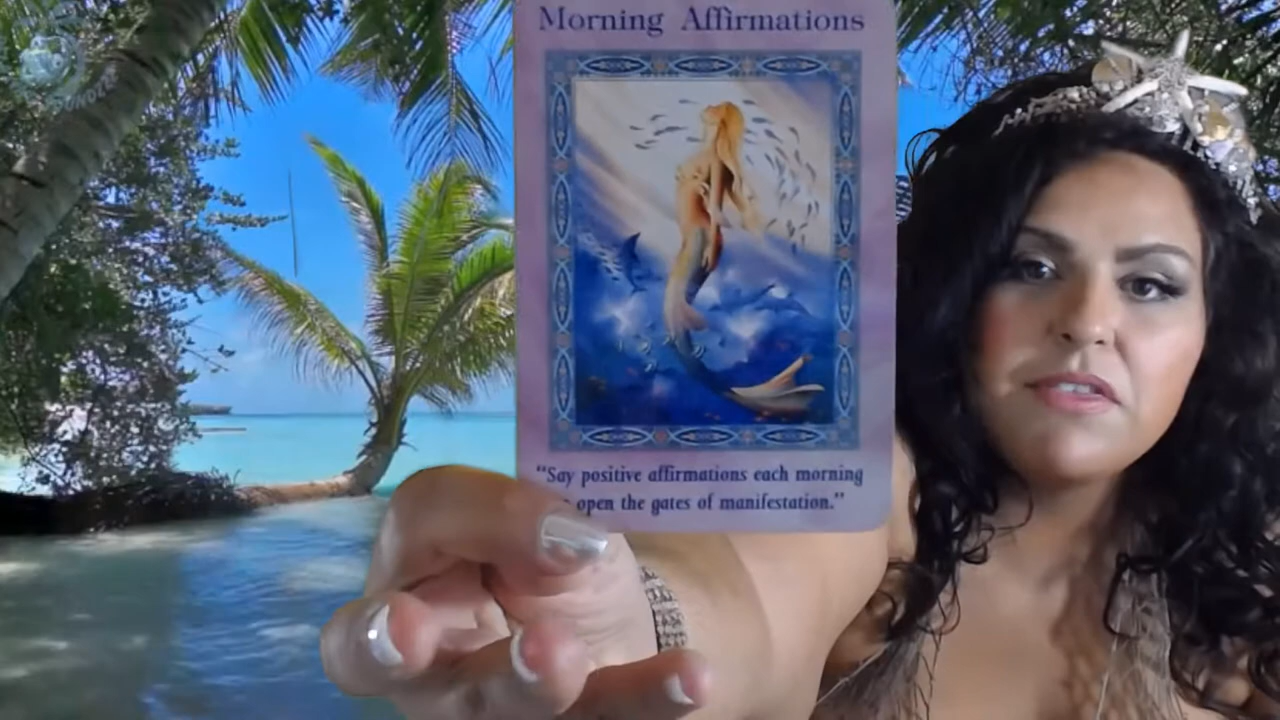 Morning Affirmations
“Say positive affirmations each morning
open the gates of manifestation.”